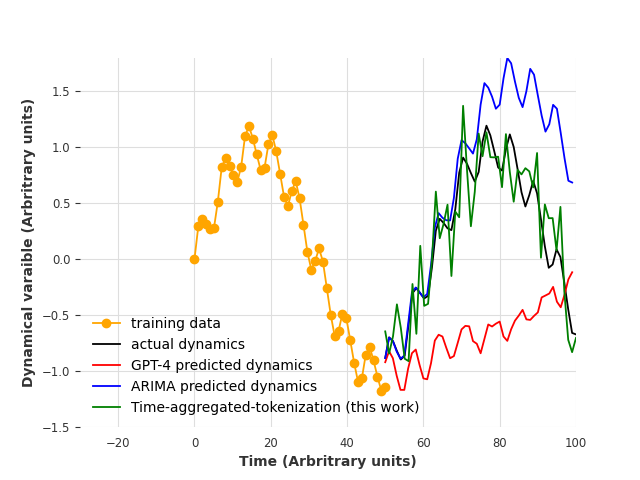 1.5
1.0
0.5
0.0
−0.5
−1.0
−1.5
Dynamical varaible (Arbritrary units)
training data
actual dynamics
GPT-4 predicted dynamics
ARIMA predicted dynamics
Time-aggregated-tokenization (this work)
−20 0 20 40 60 80 100
Time (Arbritrary units)